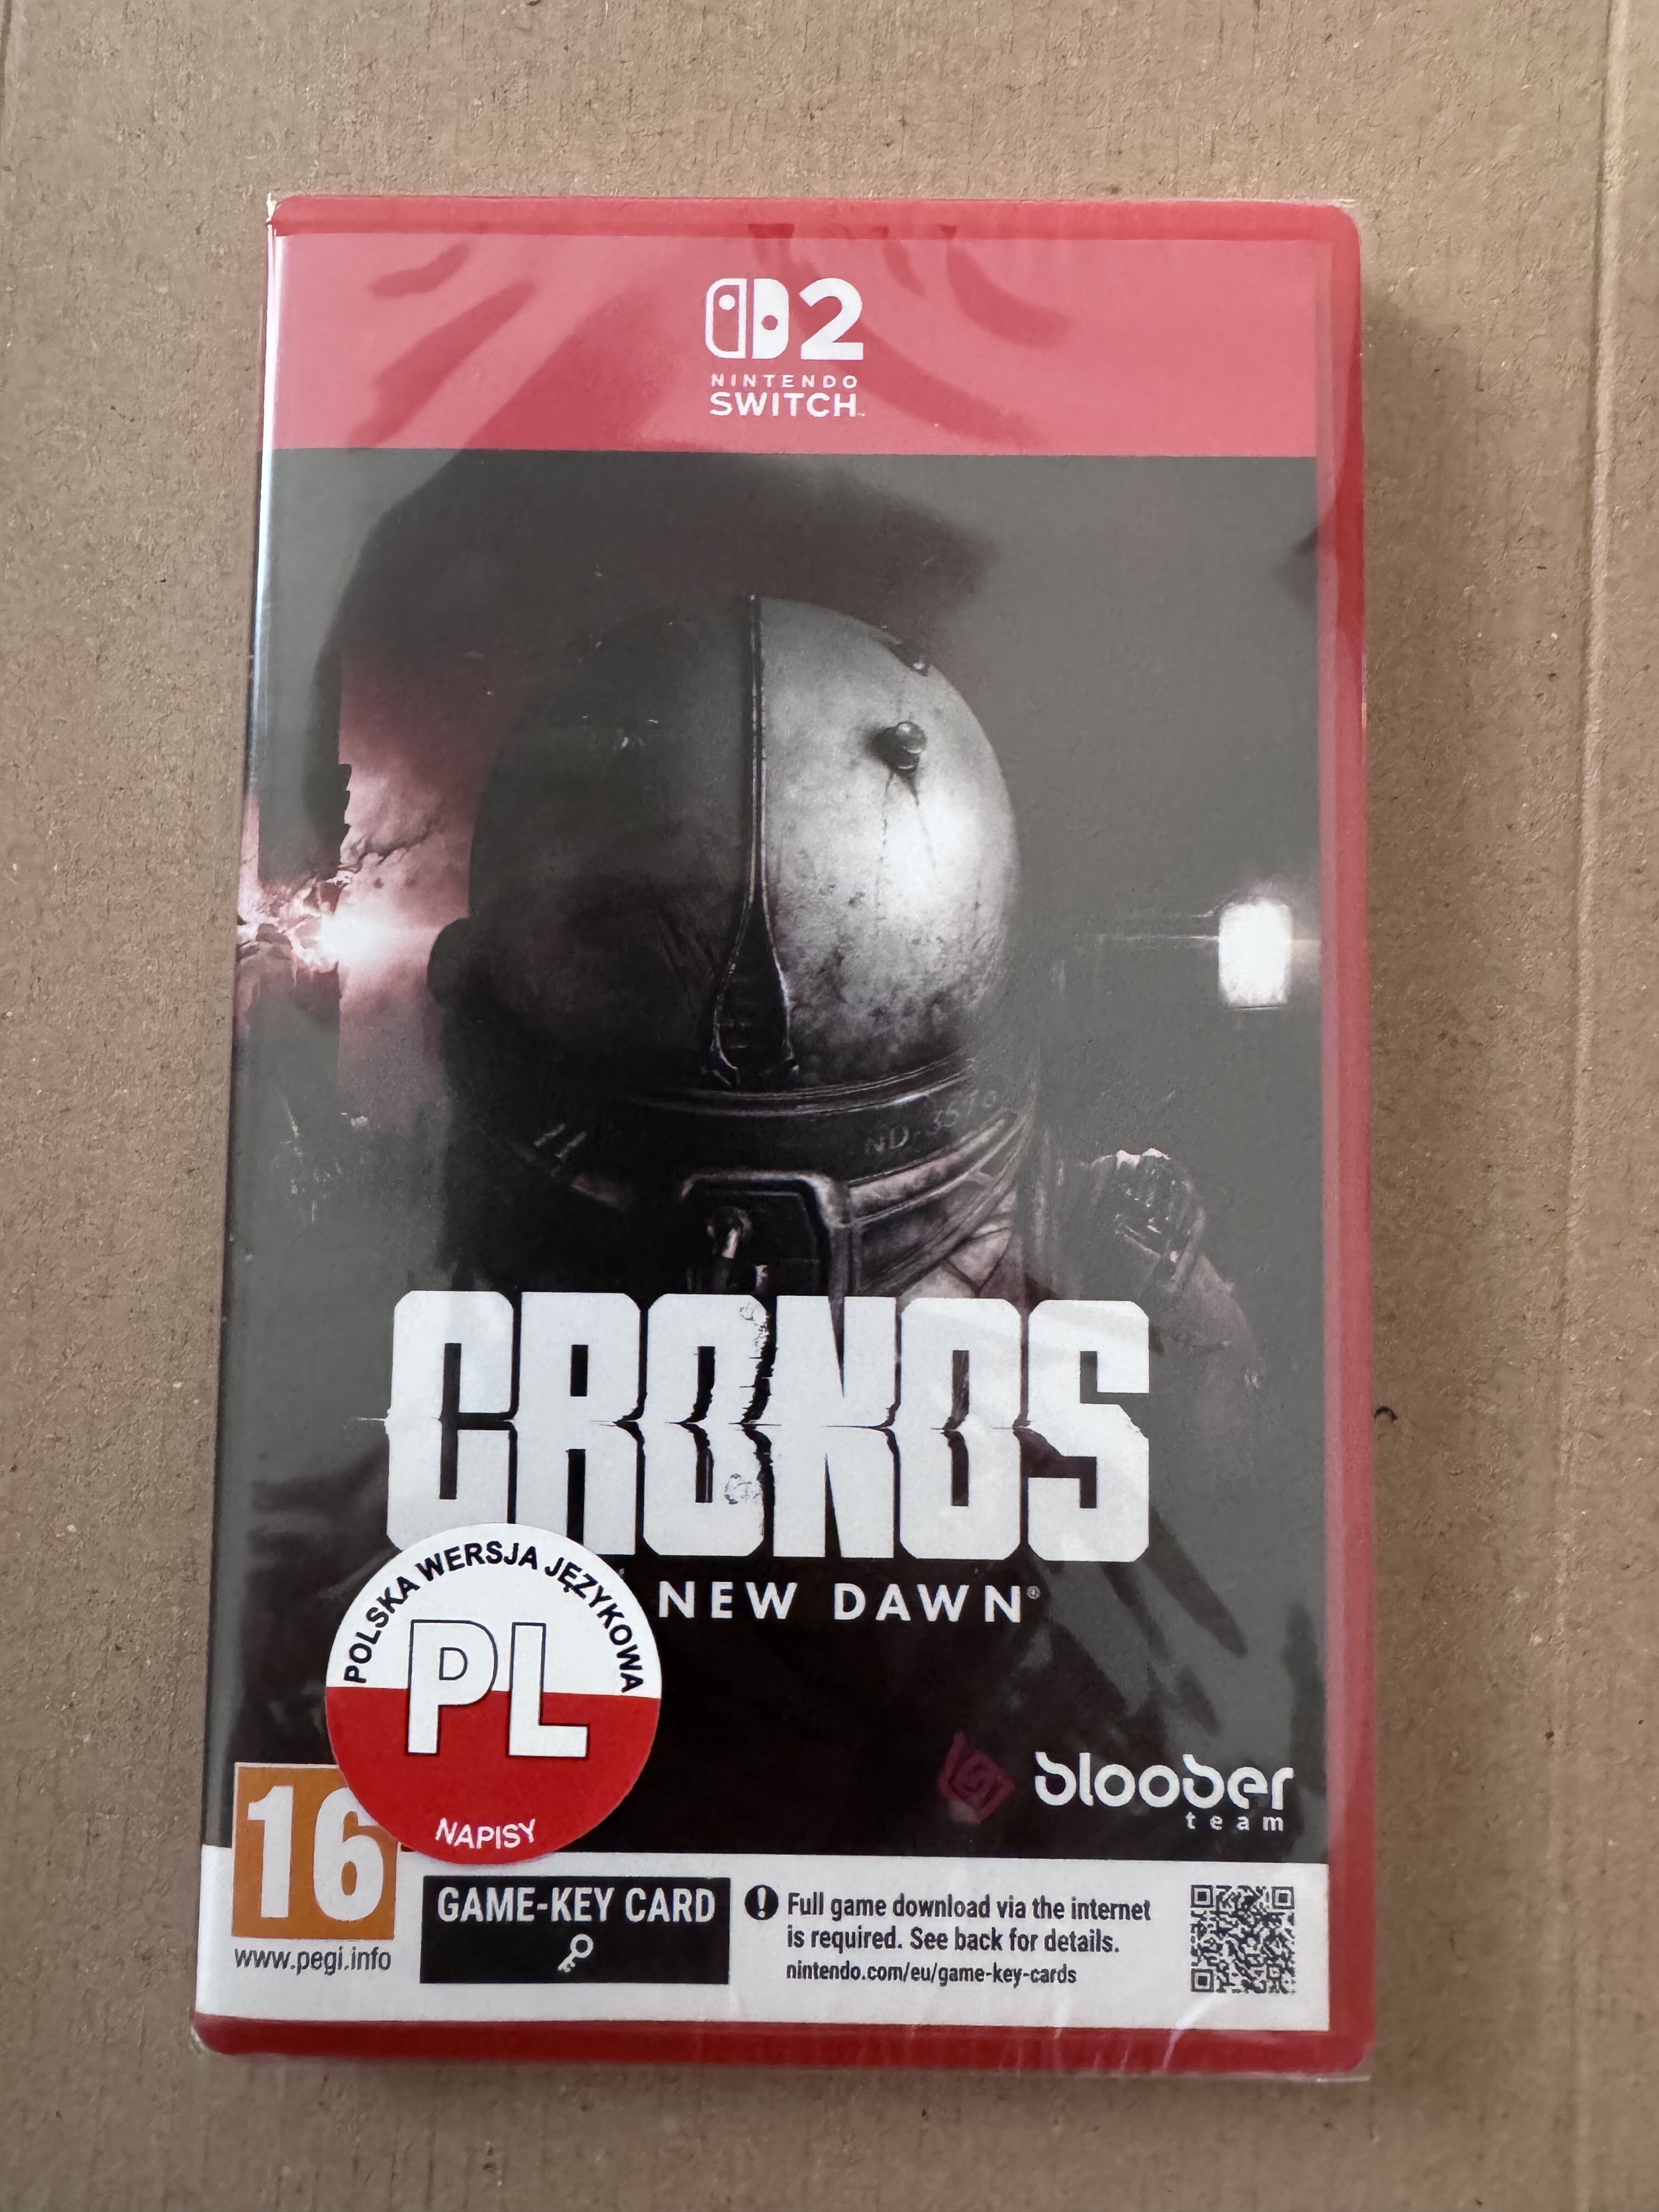 2
NINTENDO
SWITCH
ND-3576
CRONOS
NEW DAWN
POLSKA WERSJA JĘZYKOWA
PL
NAPISY
bloober
team
16
www.pegi.info
GAME-KEY CARD
Full game download via the internet
is required. See back for details.
nintendo.com/eu/game-key-cards